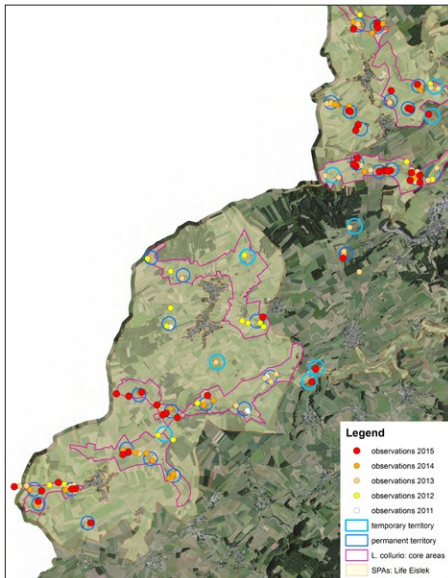 Legend
observations 2015
observations 2014
observations 2013
observations 2012
observations 2011
temporary territory
permanent territory
L. collurio: core areas
SPAs: Life Eislek